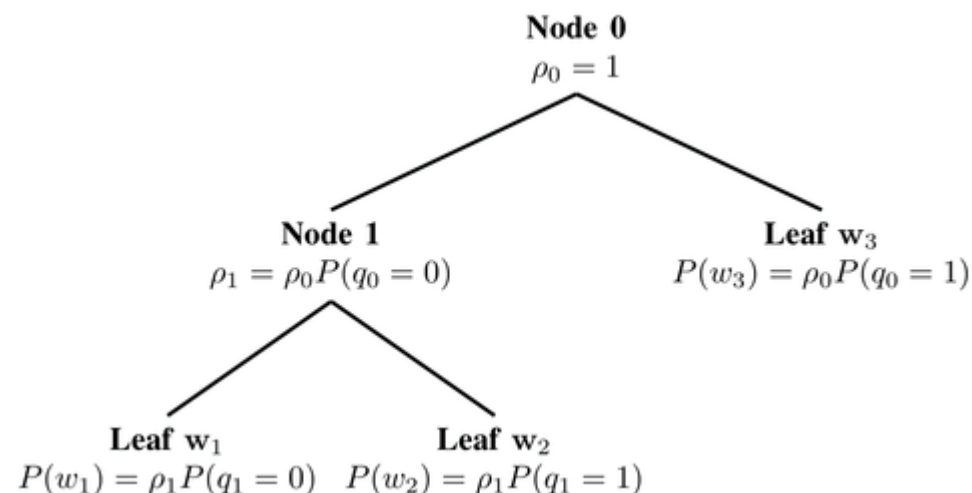 Node 0
ρ₀ = 1
Node 1
ρ₁ = ρ₀P(q₀ = 0)
Leaf w₃
P(w₃) = ρ₀P(q₀ = 1)
Leaf w₁
P(w₁) = ρ₁P(q₁ = 0)
Leaf w₂
P(w₂) = ρ₁P(q₁ = 1)